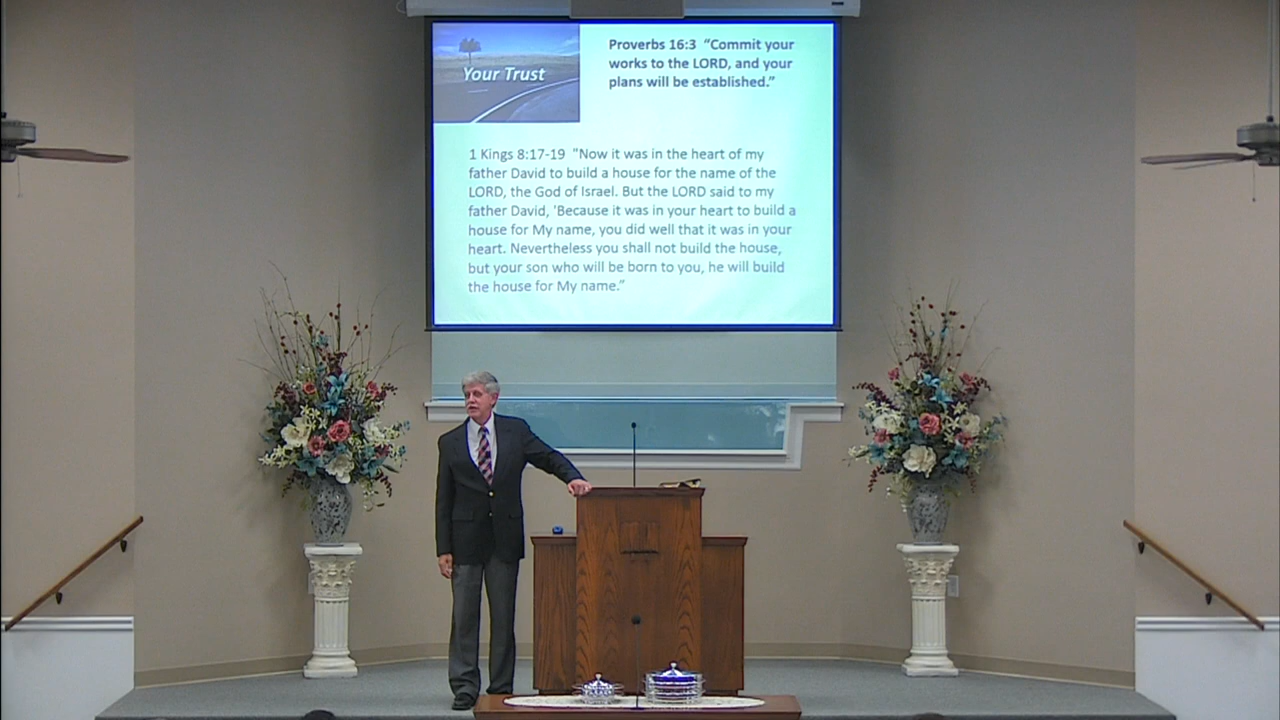 Your Trust
Proverbs 16:3 “Commit your
works to the LORD, and your
plans will be established.”
1 Kings 8:17-19 "Now it was in the heart of my
father David to build a house for the name of the
LORD, the God of Israel. But the LORD said to my
father David, 'Because it was in your heart to build a
house for My name, you did well that it was in your
heart. Nevertheless you shall not build the house,
but your son who will be born to you, he will build
the house for My name.”